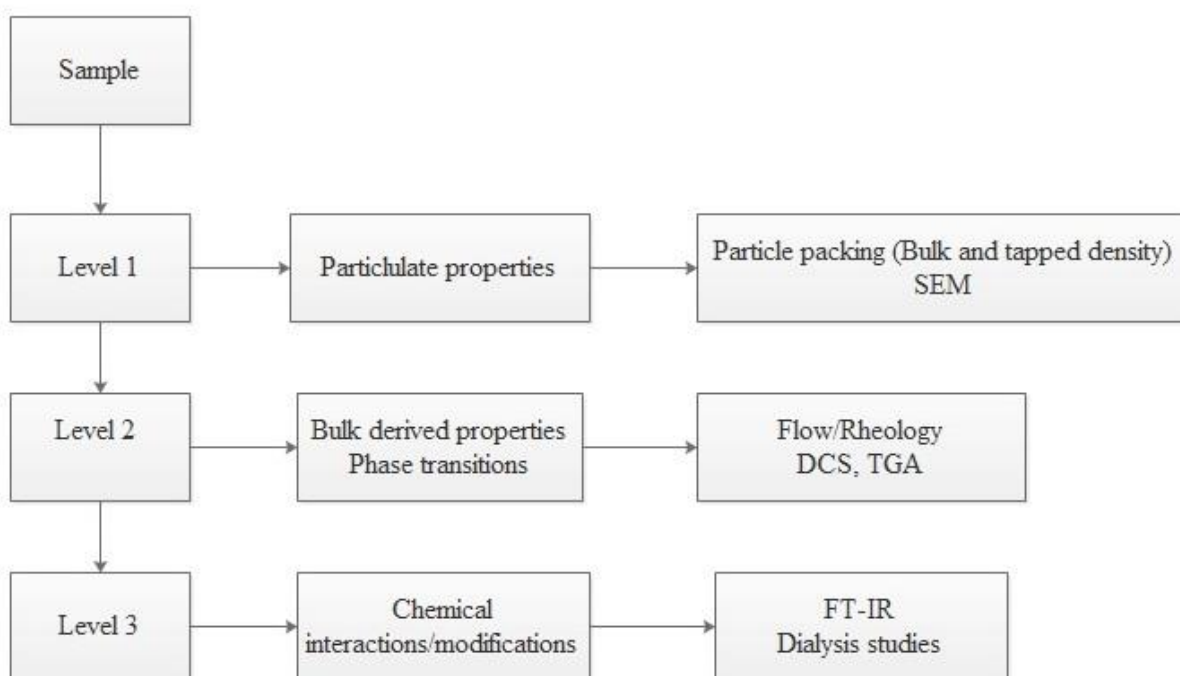 Sample
Level 1
Partichulate properties
Particle packing (Bulk and tapped density)
SEM
Level 2
Bulk derived properties
Phase transitions
Flow/Rheology
DCS, TGA
Level 3
Chemical
interactions/modifications
FT-IR
Dialysis studies